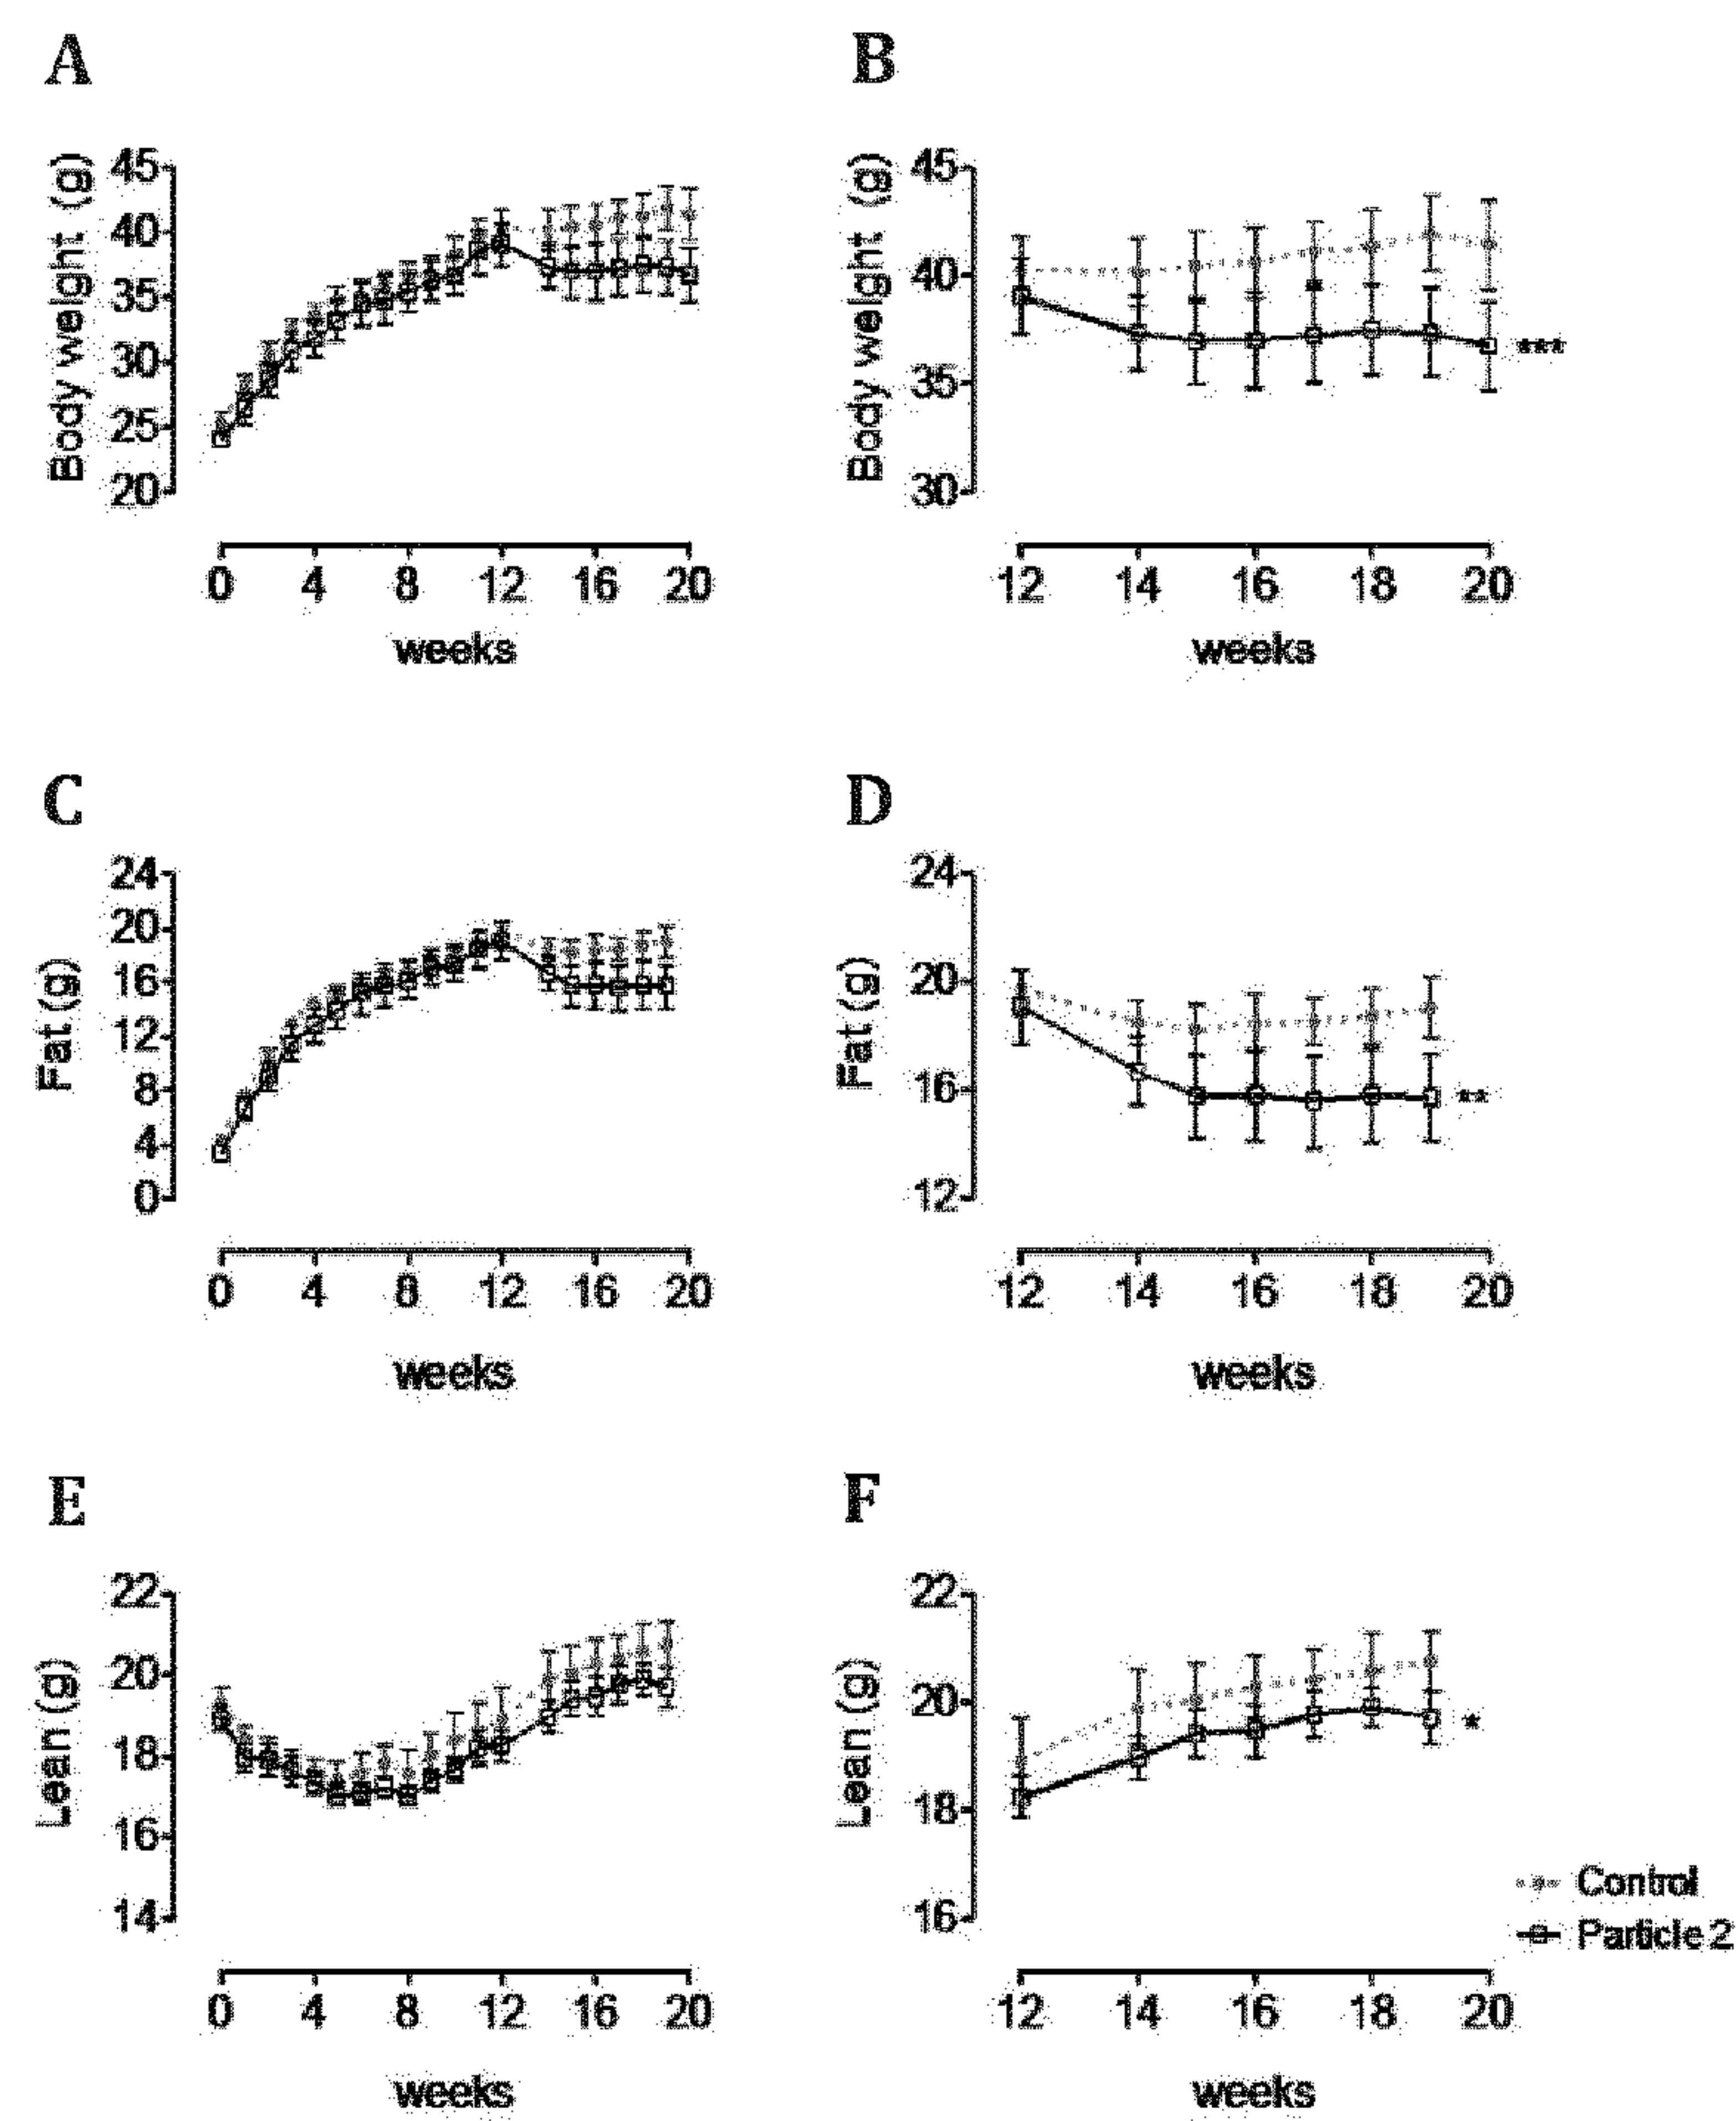 A
B
Body weight (g)
45
40
35
30
25
20
0 4 8 12 16 20
weeks
Body weight (g)
45
40
35
30
***
12 14 16 18 20
weeks
C
D
Fat (g)
24
20
16
12
8
4
0
0 4 8 12 16 20
weeks
Fat (g)
24
20
16
12
**
12 14 16 18 20
weeks
E
F
Lean (g)
22
20
18
16
14
0 4 8 12 16 20
weeks
Lean (g)
22
20
18
16
*
12 14 16 18 20
weeks
Control
Particle 2